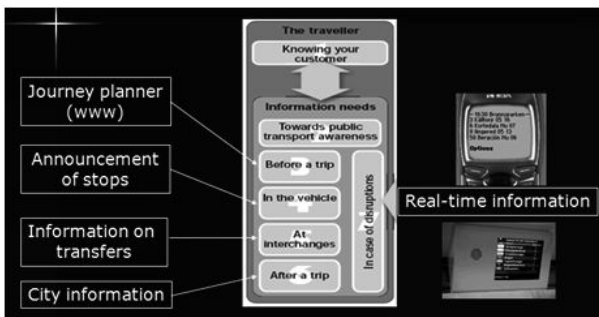 The traveller
Knowing your
customer
Information needs
Towards public
transport awareness
Before a trip
In the vehicle
At
interchanges
After a trip
In case of disruptions
Journey planner
(www)
Announcement
of stops
Information on
transfers
City information
Real-time information
Options